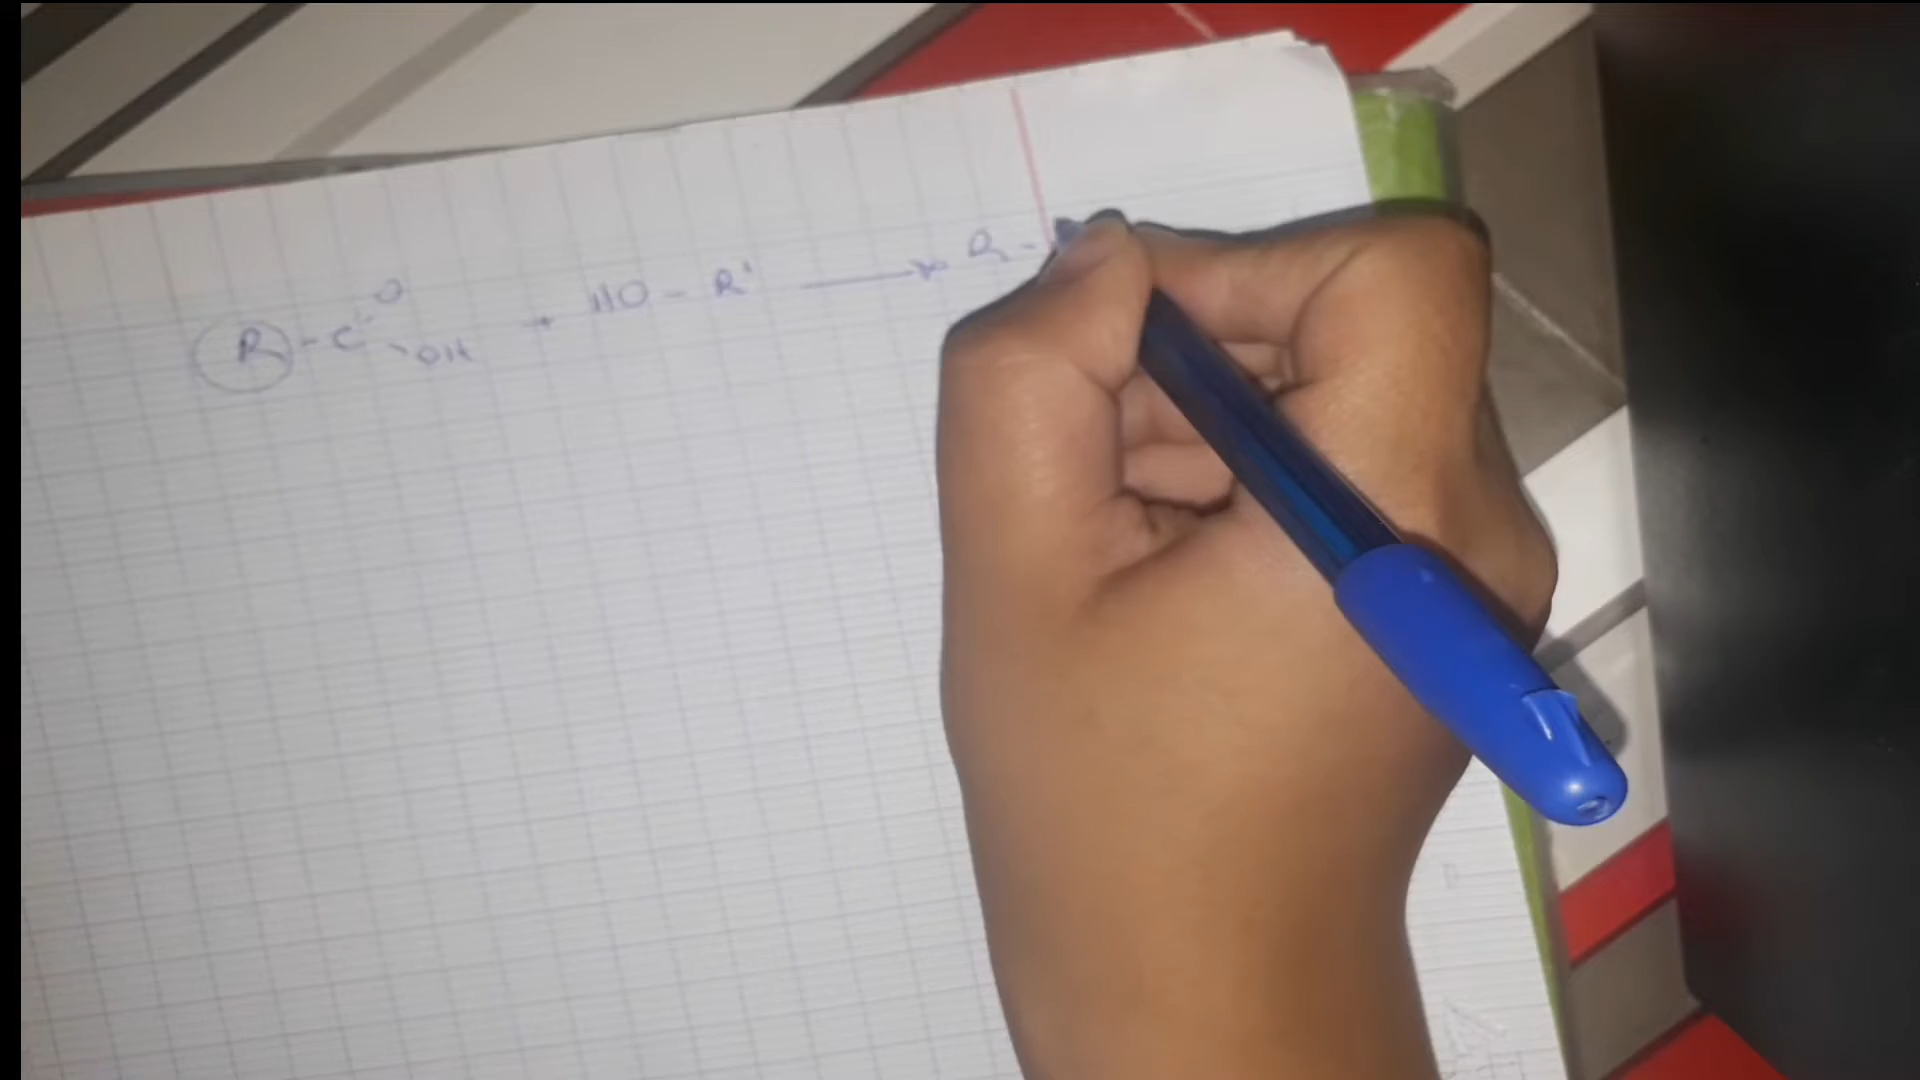 R - C - O - OH + HO - R' → R -